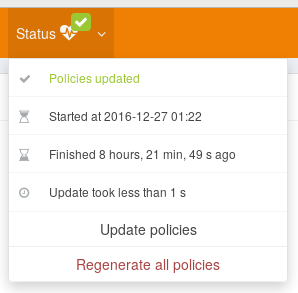 Status
Policies updated
Started at 2016-12-27 01:22
Finished 8 hours, 21 min, 49 s ago
Update took less than 1 s
Update policies
Regenerate all policies